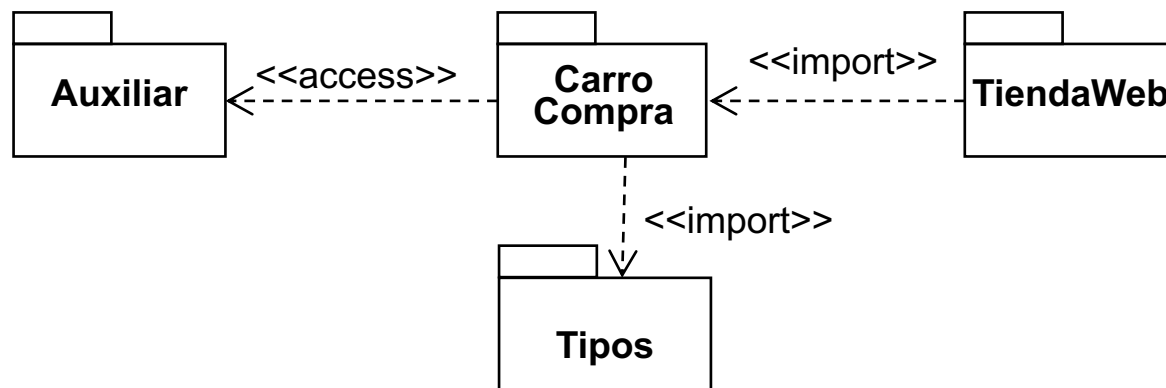 Auxiliar
<<access>>
Carro
Compra
<<import>>
TiendaWeb
<<import>>
Tipos